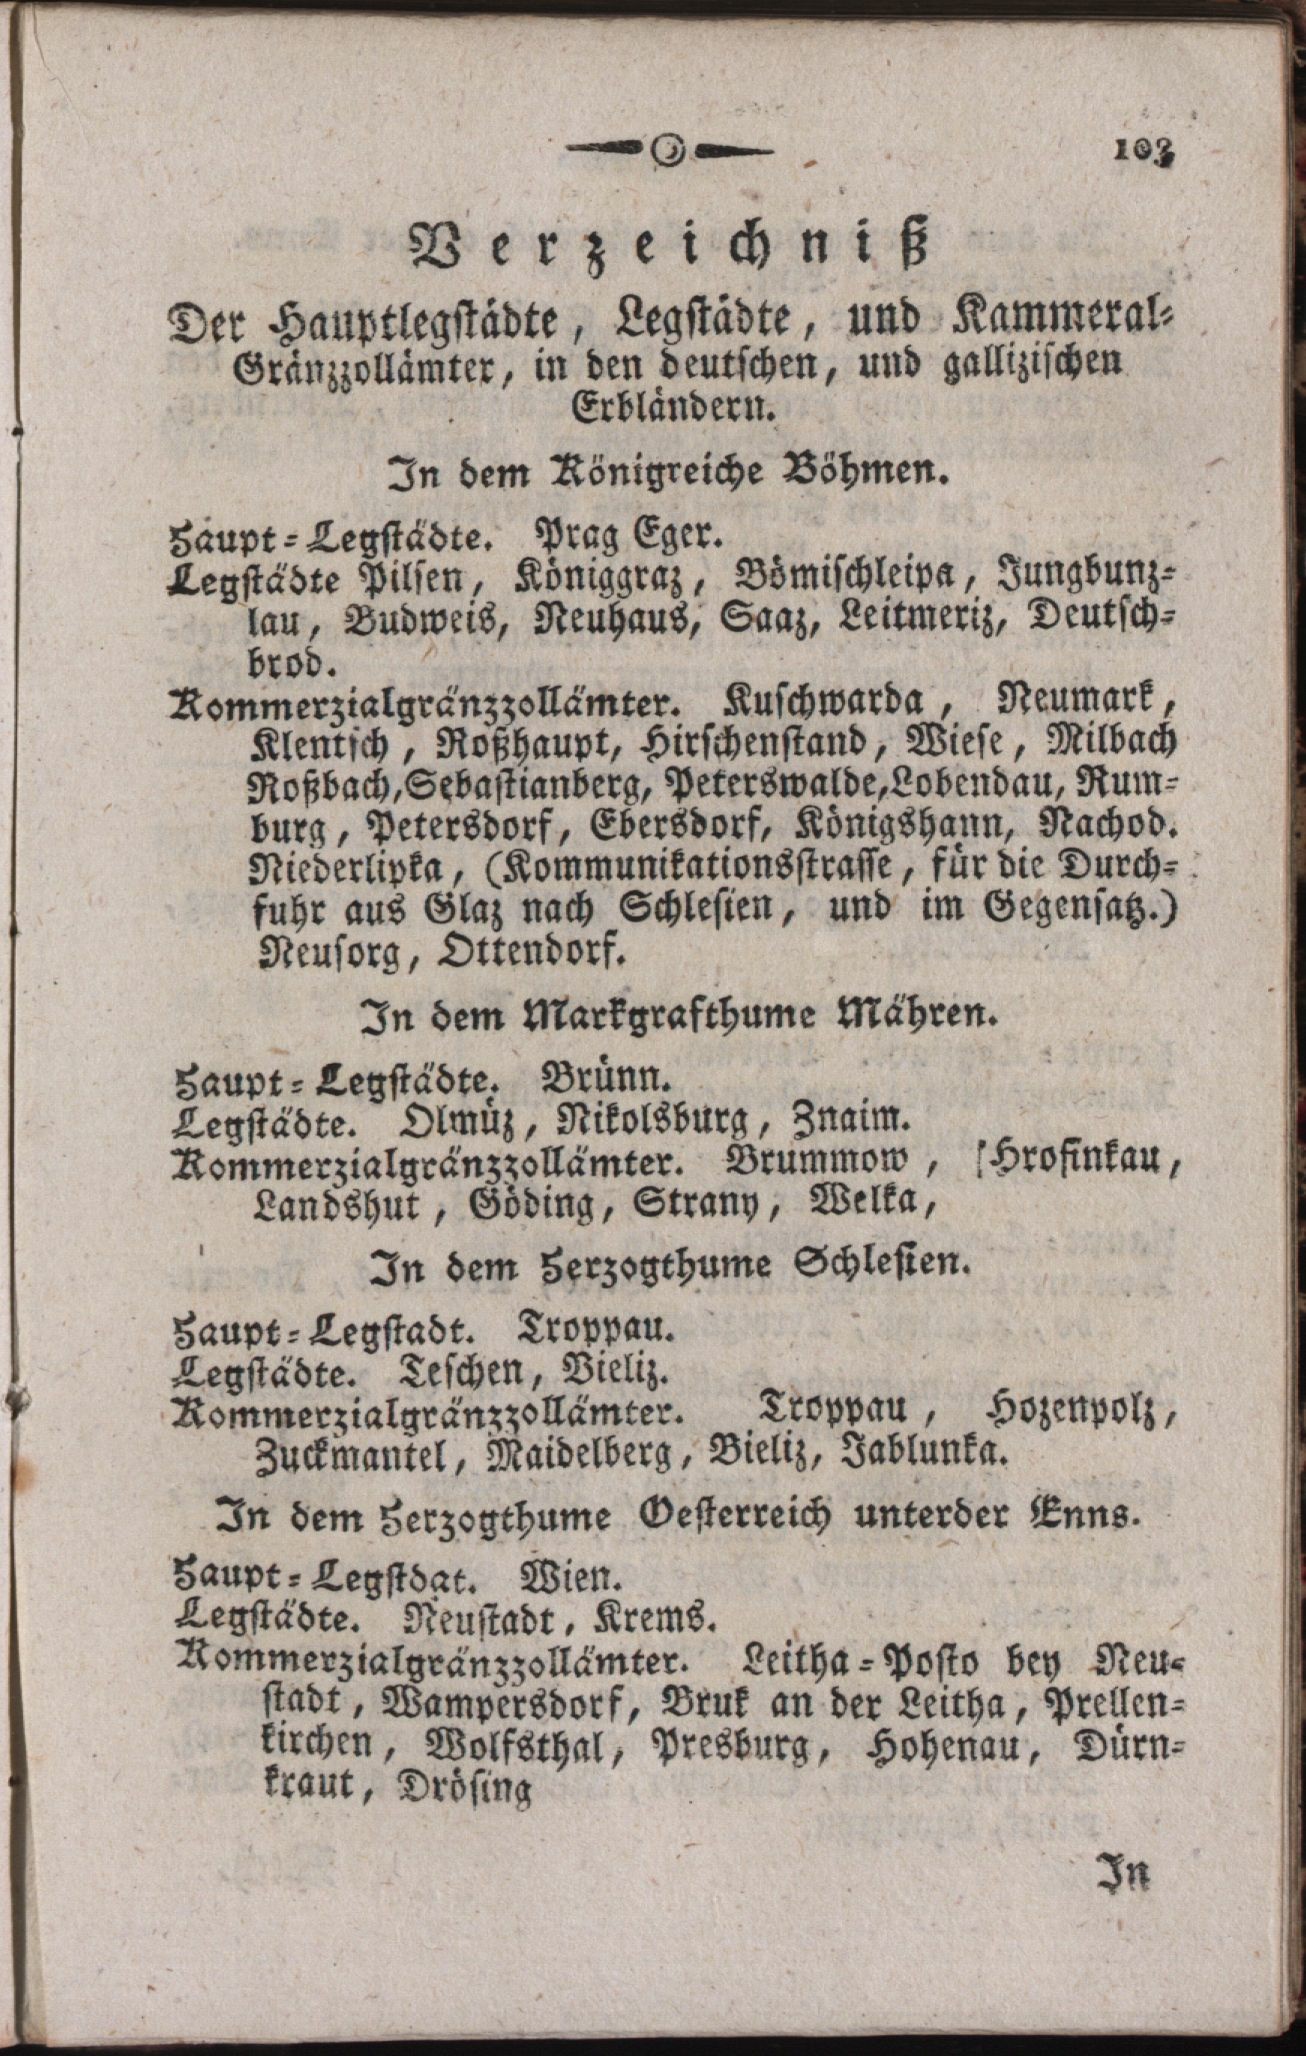 103
Verzeichniß
Der Hauptlegstädte, Legstädte, und Kammeral-
Gränzzollämter, in den deutschen, und gallizischen
Erbländern.
In dem Königreiche Böhmen.
Haupt-Legstädte. Prag Eger.
Legstädte Pilsen, Königgraz, Bömischleipa, Jungbunz-
lau, Budweis, Neuhaus, Saaz, Leitmeriz, Deutsch-
brod.
Kommerzialgränzzollämter. Kuschwarda, Neumark,
Klentsch, Roßhaupt, Hirschenstand, Wiese, Milbach
Roßbach, Sebastianberg, Peterswalde, Lobendau, Rum-
burg, Petersdorf, Ebersdorf, Königshann, Nachod.
Niederlipka, (Kommunikationsstrasse, für die Durch-
fuhr aus Glaz nach Schlesien, und im Gegensatz.)
Neusorg, Ottendorf.
In dem Markgrafthume Mähren.
Haupt-Legstädte. Brünn.
Legstädte. Olmüz, Nikolsburg, Znaim.
Kommerzialgränzzollämter. Brummow, Hrosinkau,
Landshut, Göding, Strany, Welka,
In dem Herzogthume Schlesien.
Haupt-Legstadt. Troppau.
Legstädte. Teschen, Bieliz.
Kommerzialgränzzollämter. Troppau, Hozenpolz,
Zuckmantel, Maidelberg, Bieliz, Jablunka.
In dem Herzogthume Oesterreich unterder Enns.
Haupt-Legstdat. Wien.
Legstädte. Neustadt, Krems.
Kommerzialgränzzollämter. Leitha-Posto bey Neu-
stadt, Wampersdorf, Bruk an der Leitha, Prellen-
kirchen, Wolfsthal, Presburg, Hohenau, Dürn-
kraut, Drösing
In